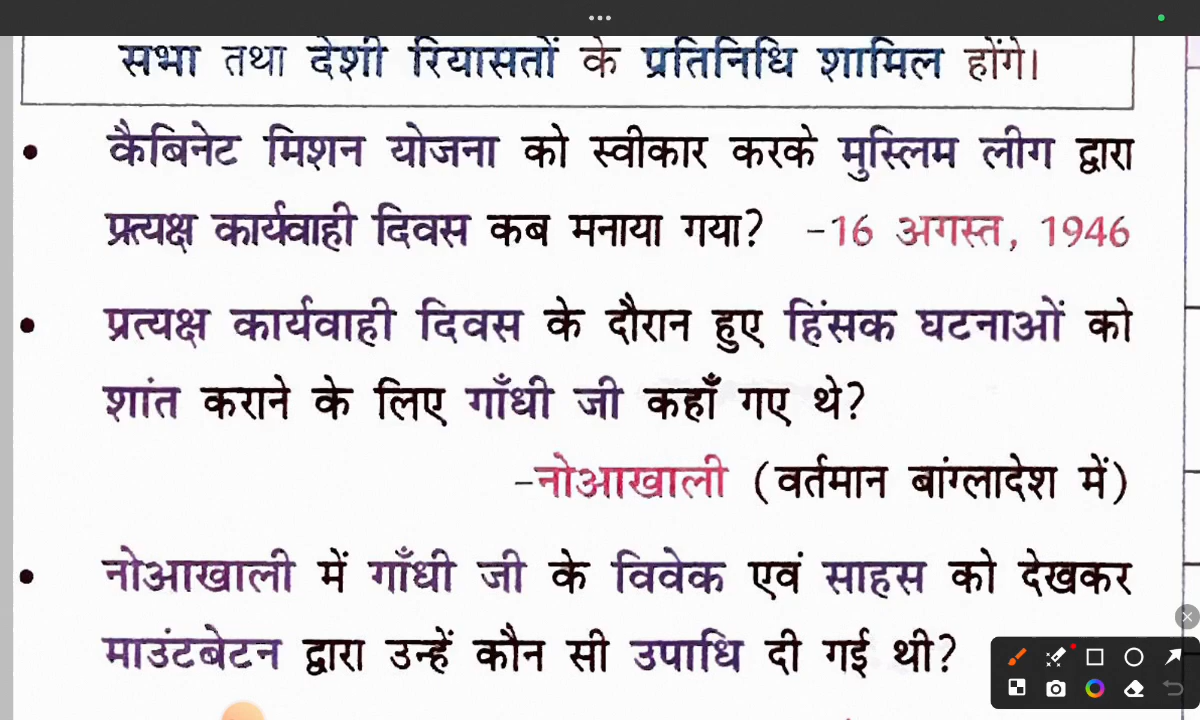 सभा तथा देशी रियासतों के प्रतिनिधि शामिल होंगे।
• कैबिनेट मिशन योजना को स्वीकार करके मुस्लिम लीग द्वारा
प्रत्यक्ष कार्यवाही दिवस कब मनाया गया? –16 अगस्त, 1946
• प्रत्यक्ष कार्यवाही दिवस के दौरान हुए हिंसक घटनाओं को
शांत कराने के लिए गाँधी जी कहाँ गए थे?
–नोआखाली (वर्तमान बांग्लादेश में)
• नोआखाली में गाँधी जी के विवेक एवं साहस को देखकर
माउंटबेटन द्वारा उन्हें कौन सी उपाधि दी गई थी?